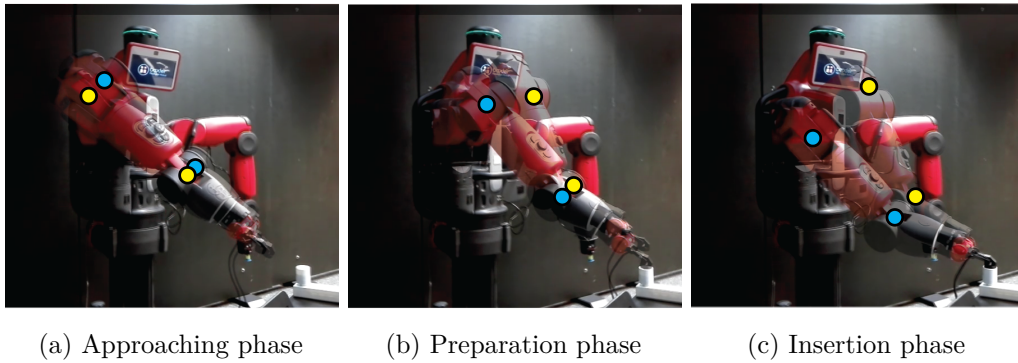 (a) Approaching phase
(b) Preparation phase
(c) Insertion phase